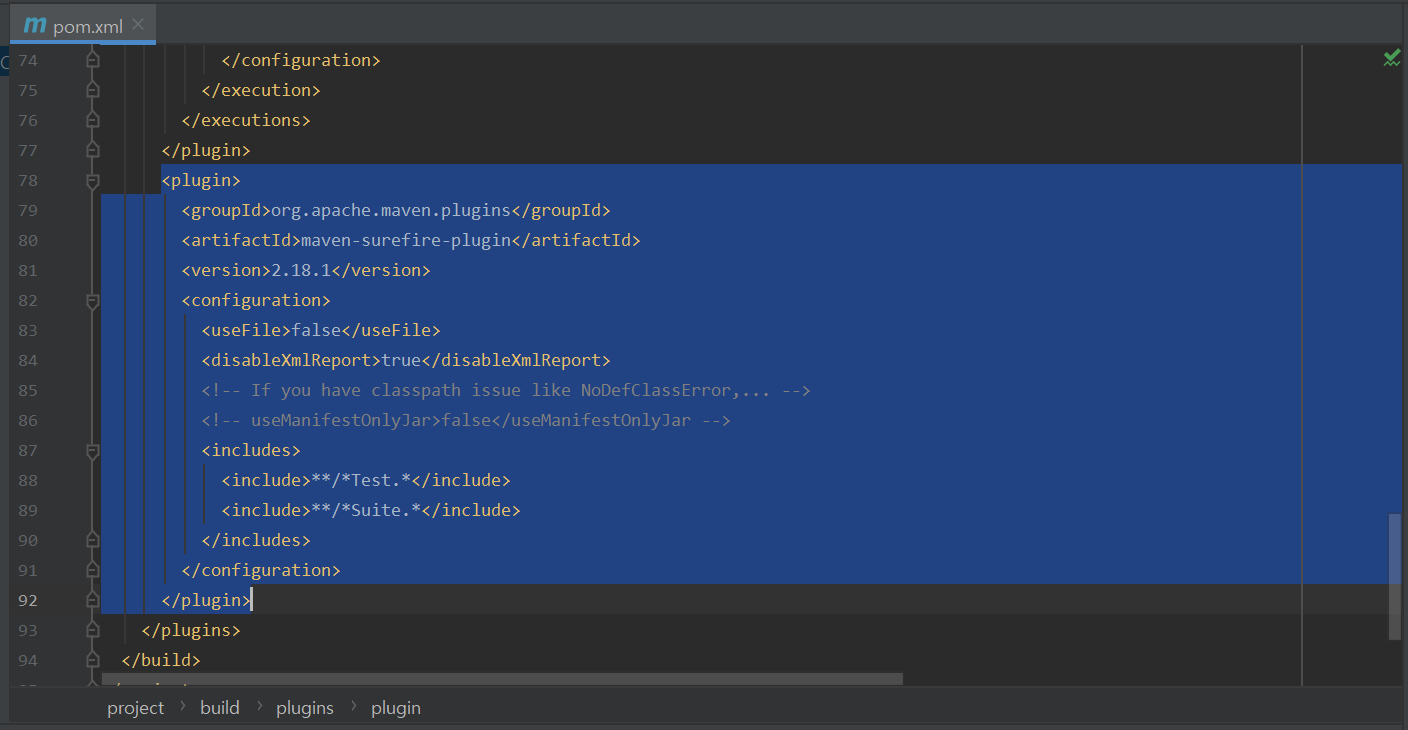 m pom.xml
74 </configuration>
75 </execution>
76 </executions>
77 </plugin>
78 <plugin>
79 <groupId>org.apache.maven.plugins</groupId>
80 <artifactId>maven-surefire-plugin</artifactId>
81 <version>2.18.1</version>
82 <configuration>
83 <useFile>false</useFile>
84 <disableXmlReport>true</disableXmlReport>
85 <!-- If you have classpath issue like NoDefClassError,... -->
86 <!-- useManifestOnlyJar>false</useManifestOnlyJar -->
87 <includes>
88 <include>**/*Test.*</include>
89 <include>**/*Suite.*</include>
90 </includes>
91 </configuration>
92 </plugin>
93 </plugins>
94 </build>
project › build › plugins › plugin